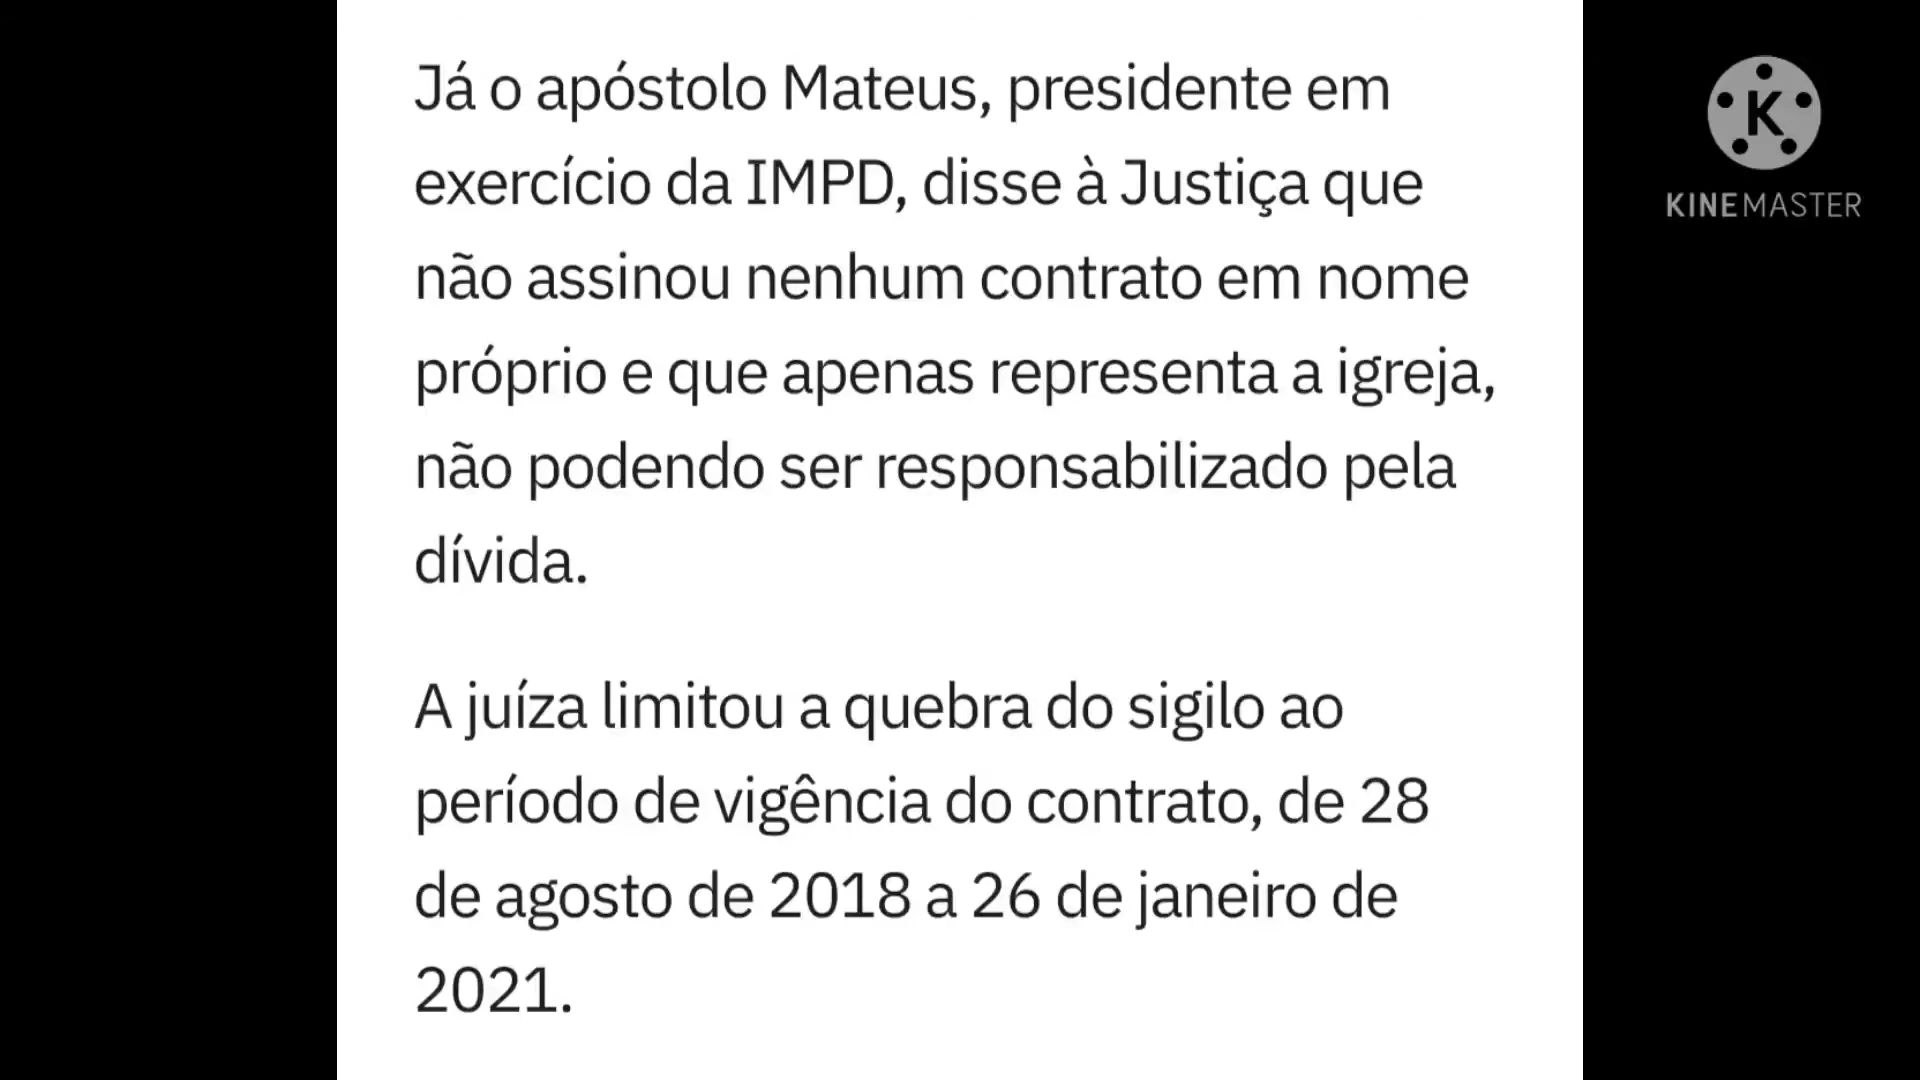 Já o apóstolo Mateus, presidente em
exercício da IMPD, disse à Justiça que
não assinou nenhum contrato em nome
próprio e que apenas representa a igreja,
não podendo ser responsabilizado pela
dívida.
A juíza limitou a quebra do sigilo ao
período de vigência do contrato, de 28
de agosto de 2018 a 26 de janeiro de
2021.
K
KINEMASTER